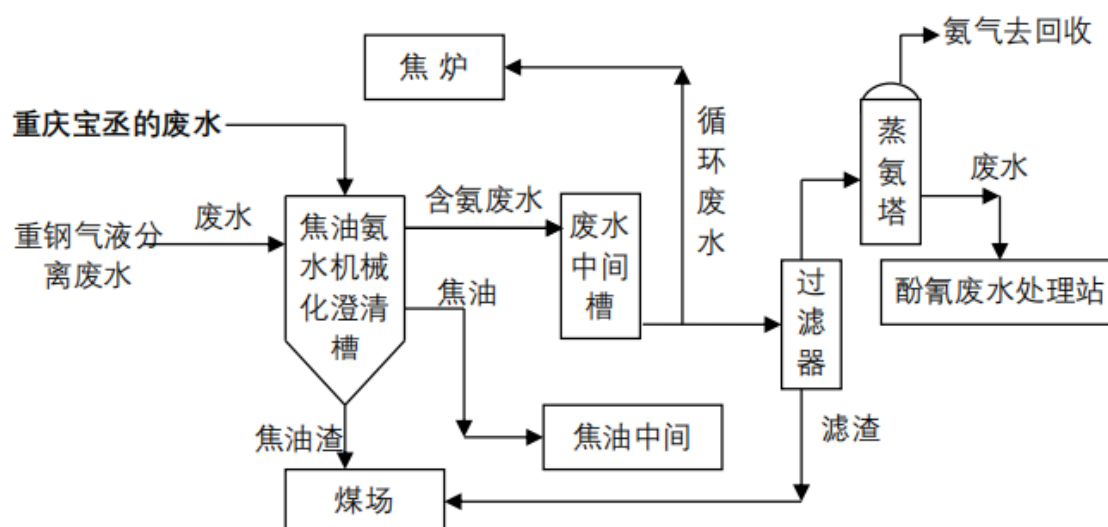 氨气去回收
焦 炉
重庆宝丞的废水
循
环
废
水
蒸
氨
塔
废水
含氨废水
废水
重钢气液分
离废水
焦油氨
水机械
化澄清
槽
废水
中间
槽
焦油
过
滤
器
酚氰废水处理站
焦油渣
焦油中间
滤渣
煤场